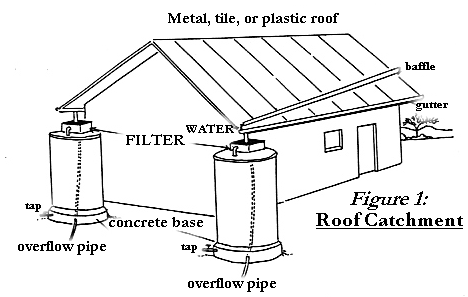 Metal, tile, or plastic roof
baffle
gutter
WATER
FILTER
tap
concrete base
overflow pipe
tap
overflow pipe
Figure 1:
Roof Catchment